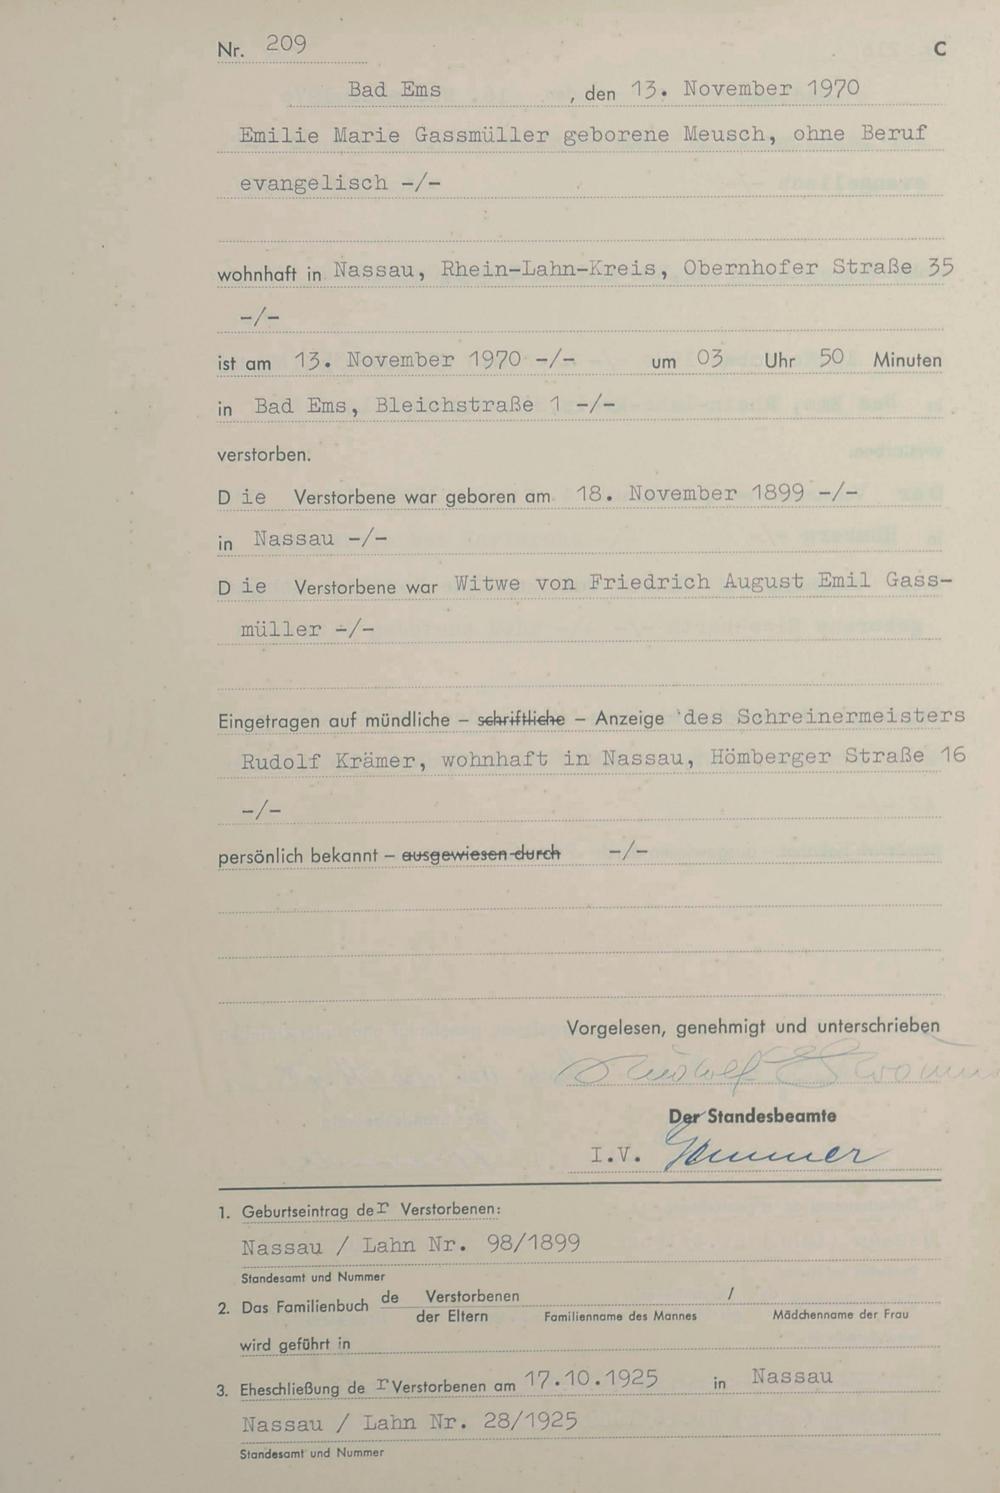 Nr. 209 C
Bad Ems , den 13. November 1970
Emilie Marie Gassmüller geborene Meusch, ohne Beruf
evangelisch -/-
wohnhaft in Nassau, Rhein-Lahn-Kreis, Obernhofer Straße 35
-/-
ist am 13. November 1970 -/- um 03 Uhr 50 Minuten
in Bad Ems, Bleichstraße 1 -/-
verstorben.
D ie Verstorbene war geboren am 18. November 1899 -/-
in Nassau -/-
D ie Verstorbene war Witwe von Friedrich August Emil Gass-
müller -/-
Eingetragen auf mündliche – schriftliche – Anzeige des Schreinermeisters
Rudolf Krämer, wohnhaft in Nassau, Hömberger Straße 16
-/-
persönlich bekannt – ausgewiesen durch -/-
Vorgelesen, genehmigt und unterschrieben
Rudolf Krämer
Der Standesbeamte
I.V.
1. Geburtseintrag der Verstorbenen:
Nassau / Lahn Nr. 98/1899
Standesamt und Nummer
2. Das Familienbuch de Verstorbenen /
der Eltern Familienname des Mannes Mädchenname der Frau
wird geführt in
3. Eheschließung de r Verstorbenen am 17.10.1925 in Nassau
Nassau / Lahn Nr. 28/1925
Standesamt und Nummer